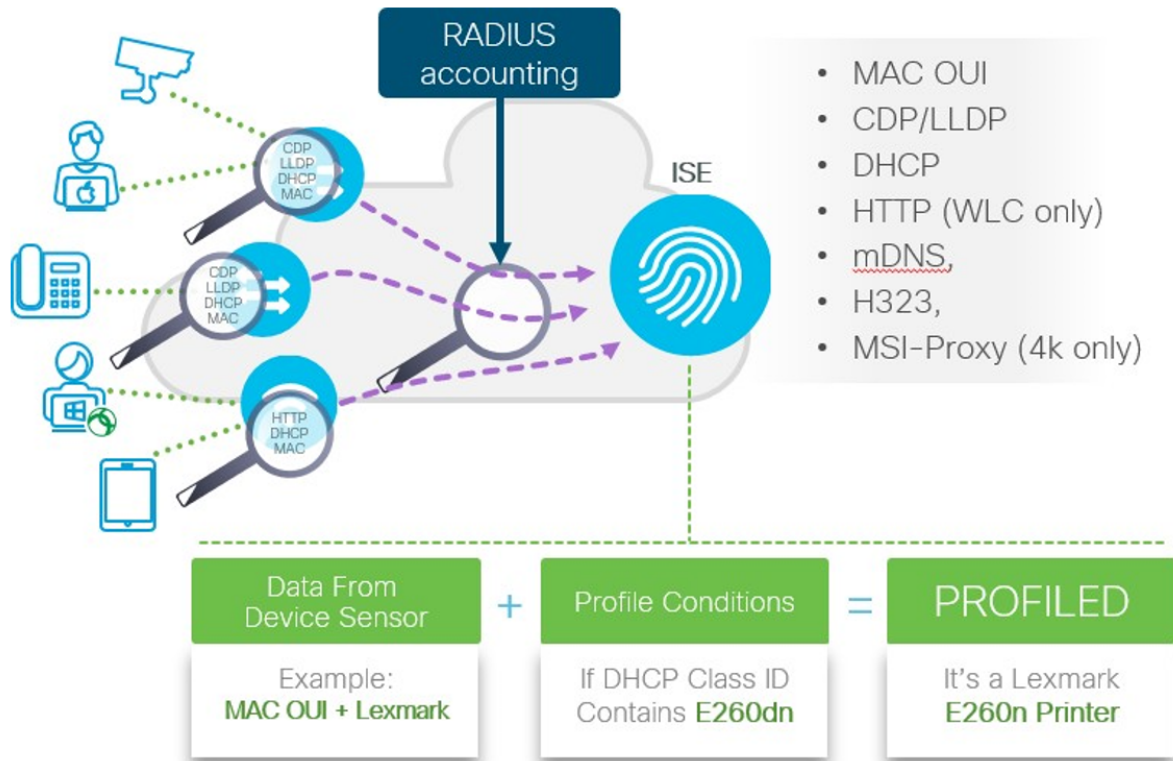 RADIUS
accounting
CDP
LLDP
DHCP
MAC
CDP
LLDP
DHCP
MAC
HTTP
DHCP
MAC
ISE
• MAC OUI
• CDP/LLDP
• DHCP
• HTTP (WLC only)
• mDNS,
• H323,
• MSI-Proxy (4k only)
Data From
Device Sensor
+
Profile Conditions
=
PROFILED
Example:
MAC OUI + Lexmark
If DHCP Class ID
Contains E260dn
It's a Lexmark
E260n Printer